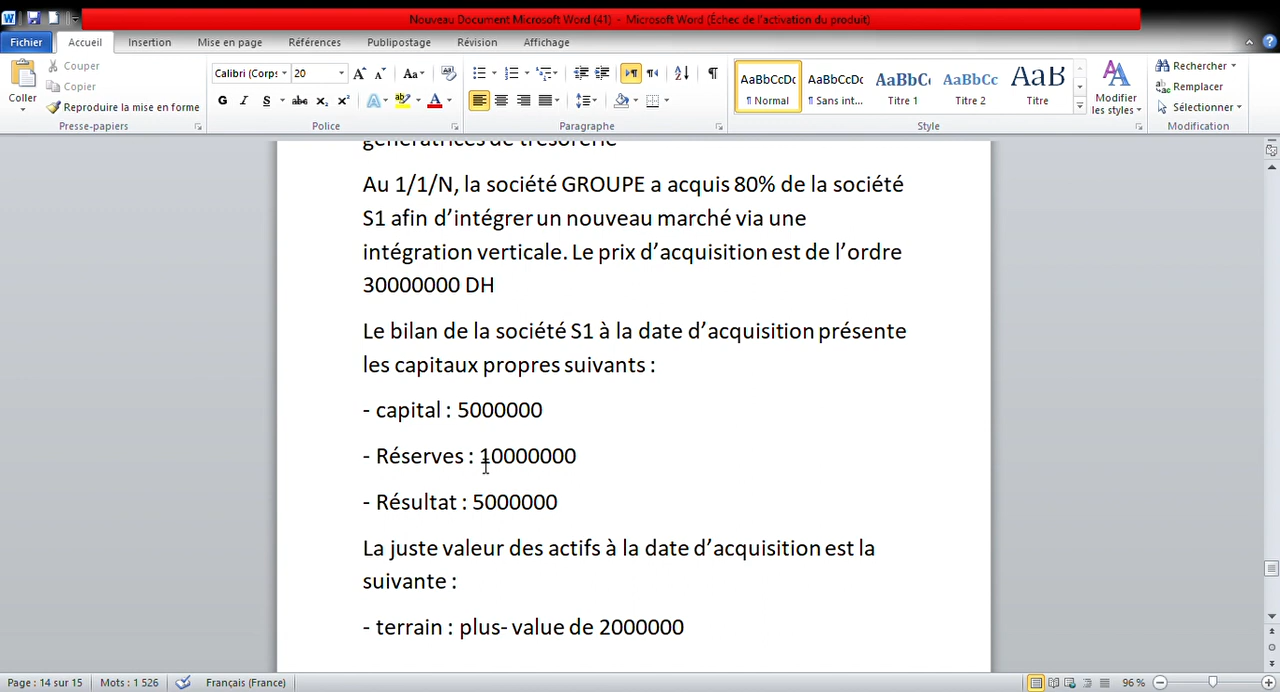 Nouveau Document Microsoft Word (41) - Microsoft Word (Échec de l'activation du produit)
Fichier Accueil Insertion Mise en page Références Publipostage Révision Affichage
Coller
Couper
Copier
Reproduire la mise en forme
Presse-papiers
Calibri (Corps 20
Police
Paragraphe
AaBbCcDc AaBbCcDc AaBbC AaBbCc AaB
¶ Normal ¶ Sans int... Titre 1 Titre 2 Titre
Modifier les styles
Style
Rechercher
Remplacer
Sélectionner
Modification
génératrices de trésorerie
Au 1/1/N, la société GROUPE a acquis 80% de la société
S1 afin d'intégrer un nouveau marché via une
intégration verticale. Le prix d'acquisition est de l'ordre
30000000 DH
Le bilan de la société S1 à la date d'acquisition présente
les capitaux propres suivants :
- capital : 5000000
- Réserves : 10000000
- Résultat : 5000000
La juste valeur des actifs à la date d'acquisition est la
suivante :
- terrain : plus- value de 2000000
Page : 14 sur 15 Mots : 1 526 Français (France) 96 %